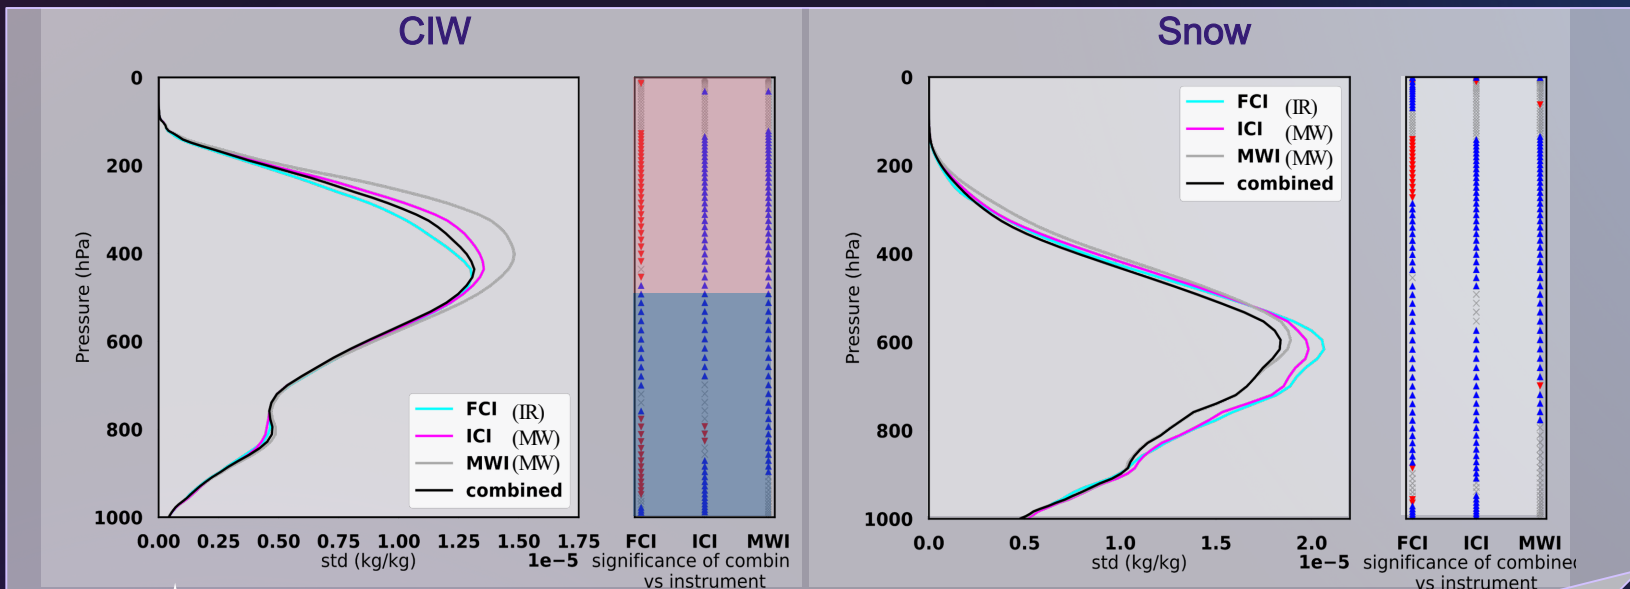 CIW
Snow
0
200
400
600
800
1000
Pressure (hPa)
FCI (IR)
ICI (MW)
MWI (MW)
combined
0.00 0.25 0.50 0.75 1.00 1.25 1.50 1.75
std (kg/kg)
1e−5
FCI ICI MWI
significance of combin
vs instrument
0
200
400
600
800
1000
Pressure (hPa)
FCI (IR)
ICI (MW)
MWI (MW)
combined
0.0 0.5 1.0 1.5 2.0
std (kg/kg)
1e−5
FCI ICI MWI
significance of combined
vs instrument